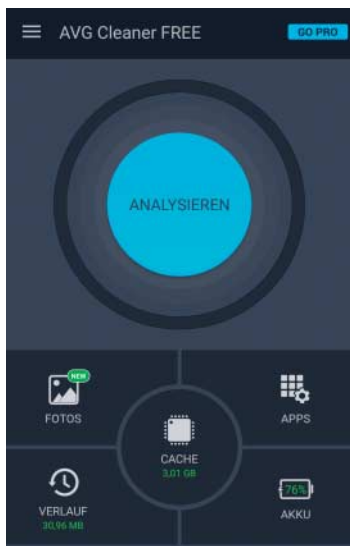 AVG Cleaner FREE
GO PRO
ANALYSIEREN
NEW
FOTOS
APPS
CACHE
3,01 GB
VERLAUF
30,96 MB
76%
AKKU